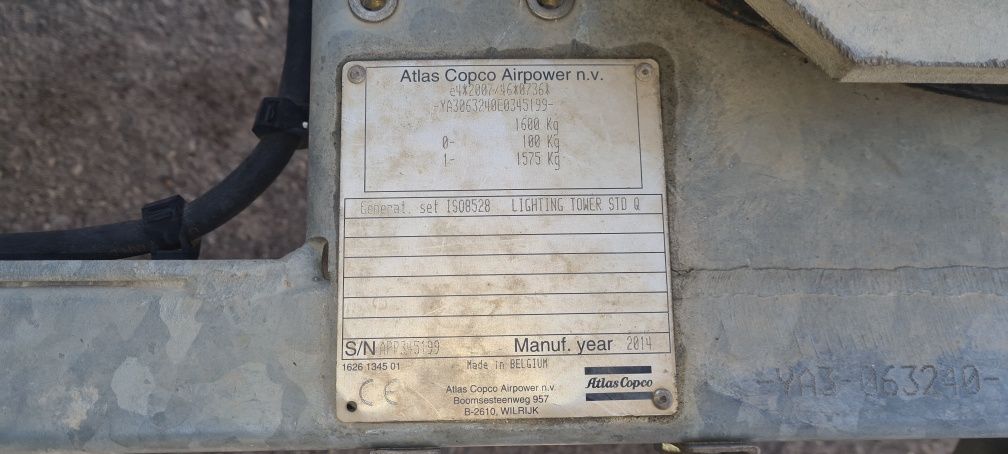 Atlas Copco Airpower n.v.
e4*2007/46*0736*
-YA3063240E0345199-
1600 Kg
0- 100 Kg
1- 1575 Kg
Generat. set ISO8528 LIGHTING TOWER STD Q
S/N APP345199 Manuf. year 2014
1626 1345 01 Made in BELGIUM
CE
Atlas Copco Airpower n.v.
Boomsesteenweg 957
B-2610, WILRIJK
Atlas Copco
-YA3-063240-